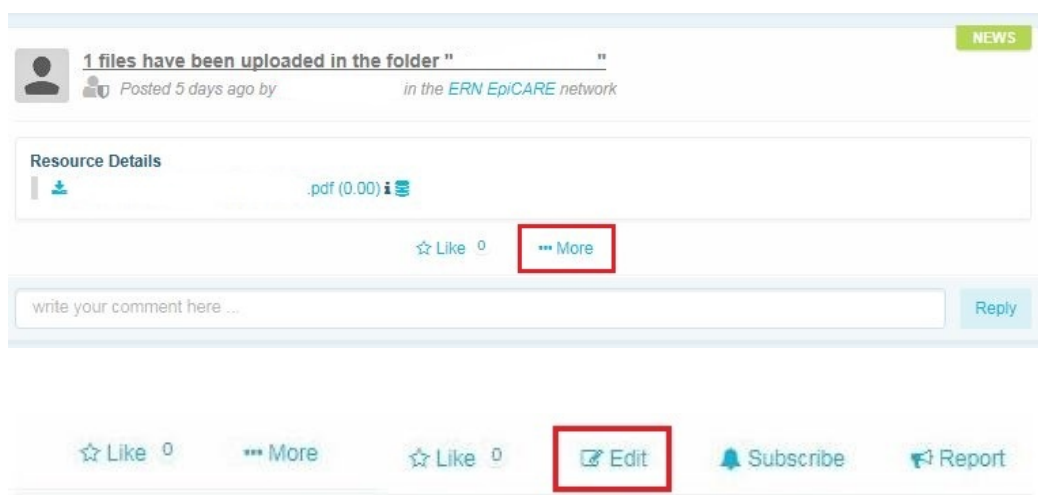 NEWS
1 files have been uploaded in the folder " "
Posted 5 days ago by in the ERN EpiCARE network
Resource Details
.pdf (0.00) i
Like 0 ... More
write your comment here ...
Reply
Like 0 ... More Like 0 Edit Subscribe Report